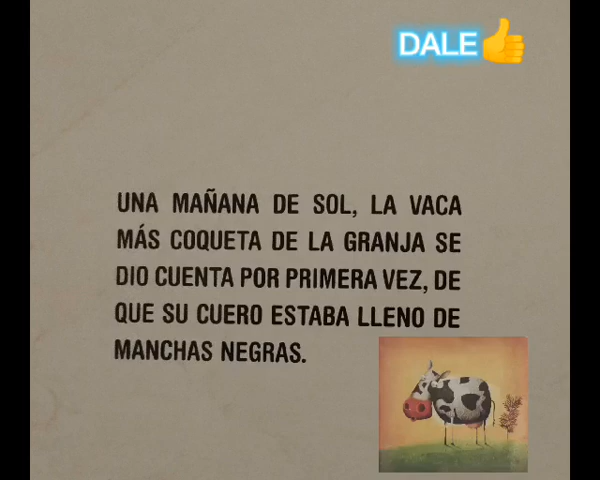 DALE👍
UNA MAÑANA DE SOL, LA VACA
MÁS COQUETA DE LA GRANJA SE
DIO CUENTA POR PRIMERA VEZ, DE
QUE SU CUERO ESTABA LLENO DE
MANCHAS NEGRAS.